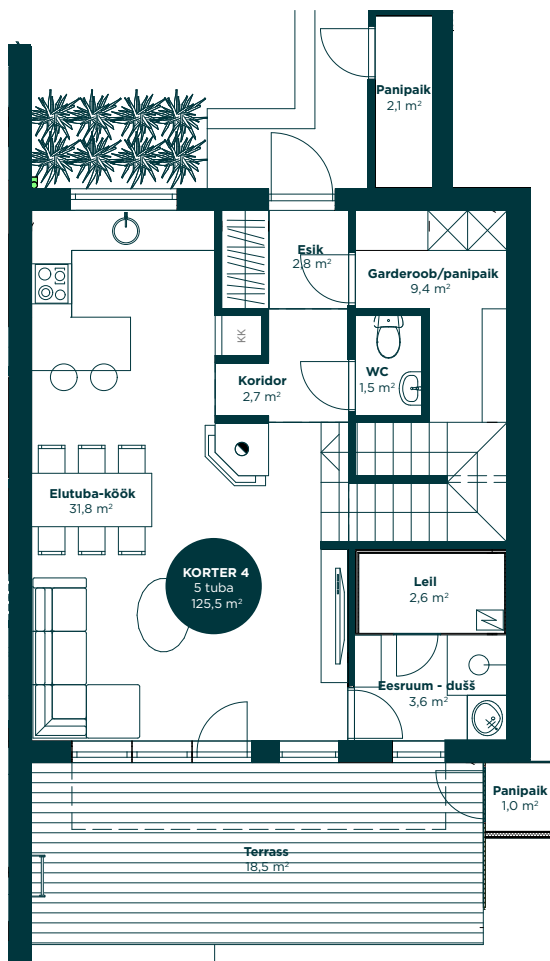 Panipaik
2,1 m²
Esik
2,8 m²
Garderoob/panipaik
9,4 m²
KK
WC
1,5 m²
Koridor
2,7 m²
Elutuba-köök
31,8 m²
KORTER 4
5 tuba
125,5 m²
Leil
2,6 m²
Eesruum - dušš
3,6 m²
Panipaik
1,0 m²
Terrass
18,5 m²